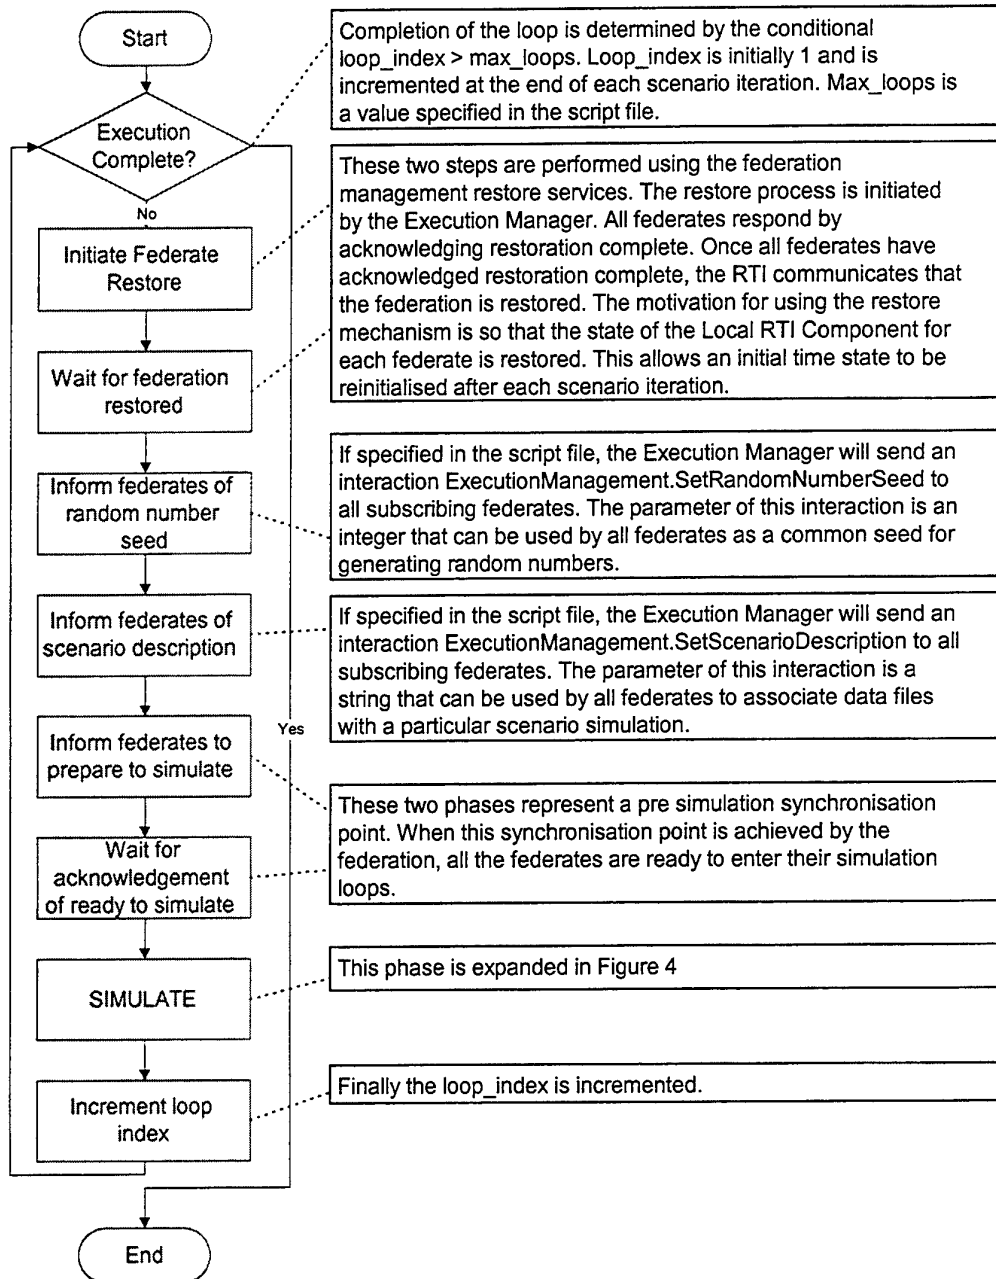 Start
Completion of the loop is determined by the conditional
loop_index > max_loops. Loop_index is initially 1 and is
incremented at the end of each scenario iteration. Max_loops is
a value specified in the script file.
Execution
Complete?
No
These two steps are performed using the federation
management restore services. The restore process is initiated
by the Execution Manager. All federates respond by
acknowledging restoration complete. Once all federates have
acknowledged restoration complete, the RTI communicates that
the federation is restored. The motivation for using the restore
mechanism is so that the state of the Local RTI Component for
each federate is restored. This allows an initial time state to be
reinitialised after each scenario iteration.
Initiate Federate
Restore
Wait for federation
restored
Inform federates of
random number
seed
If specified in the script file, the Execution Manager will send an
interaction ExecutionManagement.SetRandomNumberSeed to
all subscribing federates. The parameter of this interaction is an
integer that can be used by all federates as a common seed for
generating random numbers.
Inform federates of
scenario description
If specified in the script file, the Execution Manager will send an
interaction ExecutionManagement.SetScenarioDescription to all
subscribing federates. The parameter of this interaction is a
string that can be used by all federates to associate data files
with a particular scenario simulation.
Yes
Inform federates to
prepare to simulate
Wait for
acknowledgement
of ready to simulate
These two phases represent a pre simulation synchronisation
point. When this synchronisation point is achieved by the
federation, all the federates are ready to enter their simulation
loops.
SIMULATE
This phase is expanded in Figure 4
Increment loop
index
Finally the loop_index is incremented.
End